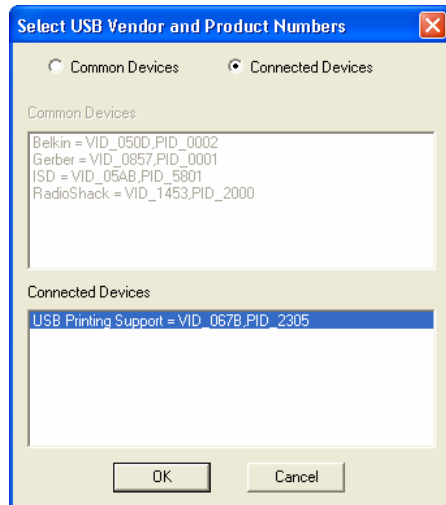 Select USB Vendor and Product Numbers
Common Devices Connected Devices
Common Devices
Belkin = VID_050D,PID_0002
Gerber = VID_0857,PID_0001
ISD = VID_05AB,PID_5801
RadioShack = VID_1453,PID_2000
Connected Devices
USB Printing Support = VID_067B,PID_2305
OK Cancel